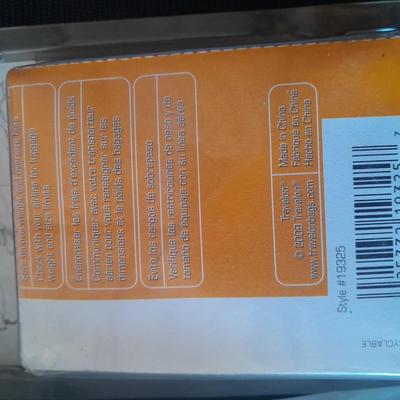 Check with your airline for luggage
weight and size limits
Économiser les frais d'excédent de poids
Communiquer avec votre transporteur
aérien pour vous renseigner sur les
dimensions et le poids des bagages
Evite los cargos de sobrepeso
Verifique las restricciones de peso y de
tamaño de equipaje con su línea aérea
Made in China
Fabriqué en Chine
Hecho en China
Travelon®
© 2009 Travelon®
www.travelonbags.com
Style #19325